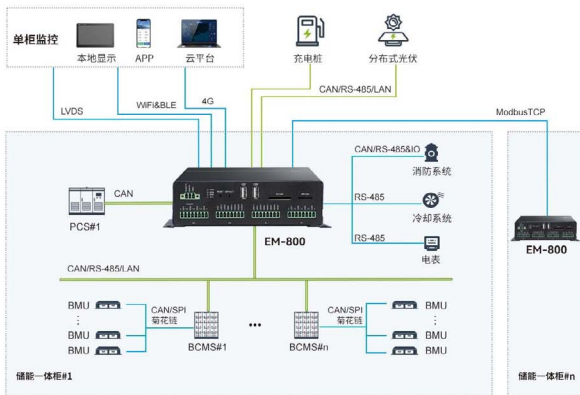 单柜监控
本地显示
APP
云平台
充电桩
分布式光伏
CAN/RS-485/LAN
LVDS
WiFi&BLE
4G
ModbusTCP
CAN/RS-485&IO
消防系统
CAN
PCS#1
RS-485
冷却系统
EM-800
RS-485
电表
EM-800
CAN/RS-485/LAN
BMU
CAN/SPI
菊花链
CAN/SPI
菊花链
BMU
BMU
BMU
BMU
BCMS#1
BCMS#n
BMU
储能一体柜#1
储能一体柜#n